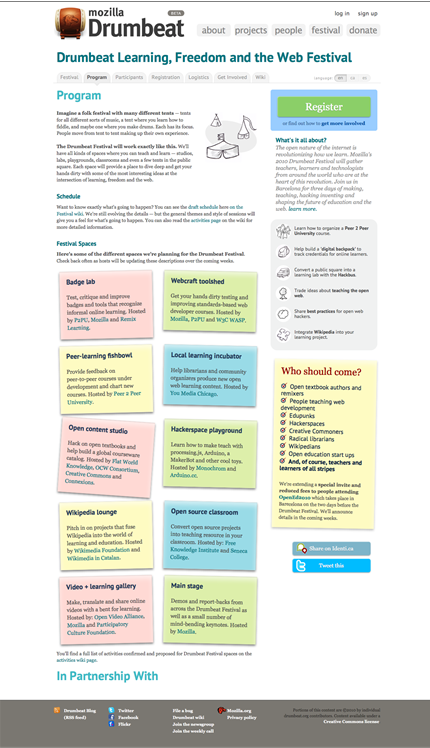 mozilla
BETA
Drumbeat
log in sign up
about projects people festival donate
Drumbeat Learning, Freedom and the Web Festival
Festival Program Participants Registration Logistics Get Involved Wiki
language:
Program
Imagine a folk festival with many different tents — tents
for all different sorts of music, a tent where you learn how to
fiddle, and maybe one where you make drums. Each has its focus.
People move from tent to tent making up their own experience.
The Drumbeat Festival will work exactly like this. We'll
have all kinds of spaces where you can teach and learn — studios,
labs, playgrounds, classrooms and even a few tents in the public
square. Each space will provide a place to dive deep and get your
hands dirty with some of the most interesting ideas at the
intersection of learning, freedom and the web.
Schedule
Want to know exactly what's going to happen? You can see the draft schedule here on the
Festival wiki. We're still evolving the details — but the general themes and style of sessions will
give you a feel for what's going to happen. You can also read the activities page on the wiki for
more detailed information.
Festival Spaces
Here's some of the different spaces we're planning for the Drumbeat Festival.
Check back often as hosts will be updating these descriptions over the coming weeks.
Badge lab
Test, critique and improve
badges and tools that recognize
informal online learning. Hosted
by P2PU, Mozilla and Remix
Learning.
Webcraft toolshed
Get your hands dirty testing and
improving standards-based web
developer courses. Hosted by
Mozilla, P2PU and W3C WASP.
Peer-learning fishbowl
Provide feedback on
peer-to-peer courses under
development and chart new
courses. Hosted by Peer 2 Peer
University.
Local learning incubator
Help librarians and community
organizers produce new open
web learning content. Hosted by
You Media Chicago.
Open content studio
Hack on open textbooks and
help build a global courseware
catalog. Hosted by Flat World
Knowledge, OCW Consortium,
Creative Commons and
Connexions.
Hackerspace playground
Learn how to make teach with
processing.js, Arduino, a
MakerBot and other cool toys.
Hosted by Monochrom and
Arduino.cc.
Wikipedia lounge
Pitch in on projects that fuse
Wikipedia into the world of
learning and education. Hosted
by Wikimedia Foundation and
Wikimedia in Catalan.
Open source classroom
Convert open source projects
into teaching resource in your
classroom. Hosted by: Free
Knowledge Institute and Seneca
College.
Video + learning gallery
Make, translate and share online
videos with a bent for learning.
Hosted by: Open Video Alliance,
Mozilla and Participatory
Culture Foundation.
Main stage
Demos and report-backs from
across the Drumbeat Festival as
well as a small number of
mind-bending keynotes. Hosted
by Mozilla.
You'll find a full list of activities confirmed and proposed for Drumbeat Festival spaces on the
activities wiki page.
In Partnership With
Register
or find out how to get more involved
What's it all about?
The open nature of the internet is
revolutionizing how we learn. Mozilla's
2010 Drumbeat Festival will gather
teachers, learners and technologists
from around the world who are at the
heart of this revolution. Join us in
Barcelona for three days of making,
teaching, hacking inventing and
shaping the future of education and the
web. learn more.
Learn how to organize a Peer 2 Peer
University course.
Help build a 'digital backpack' to
track credentials for online learners.
Convert a public square into a
learning lab with the Hackbus.
Trade ideas about teaching the open
web.
Share best practices for open web
hackers.
Integrate Wikipedia into your
learning project.
Who should come?
Open textbook authors and
remixers
People teaching web
development
Edupunks
Hackerspaces
Creative Commoners
Radical librarians
Wikipedians
Open education start ups
And, of course, teachers and
learners of all stripes
We're extending a special invite and
reduced fees to people attending
OpenEd2010 which takes place in
Barcelona on the two days before the
Drumbeat Festival. We'll announce
details in the coming weeks.
Share on Identi.ca
Tweet this
Drumbeat Blog
(RSS feed)
Twitter
Facebook
Flickr
File a bug
Drumbeat wiki
Join the newsgroup
Join the weekly call
Mozilla.org
Privacy policy
Portions of this content are ©2010 by individual
drumbeat.org contributors. Content available under a
Creative Commons license